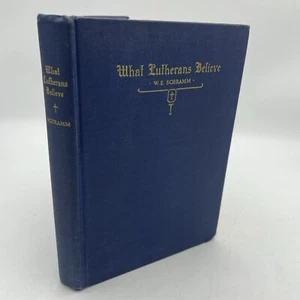 What
Lutherans
Believe
SCHRAMM
What Lutherans Believe
- W. E. SCHRAMM -